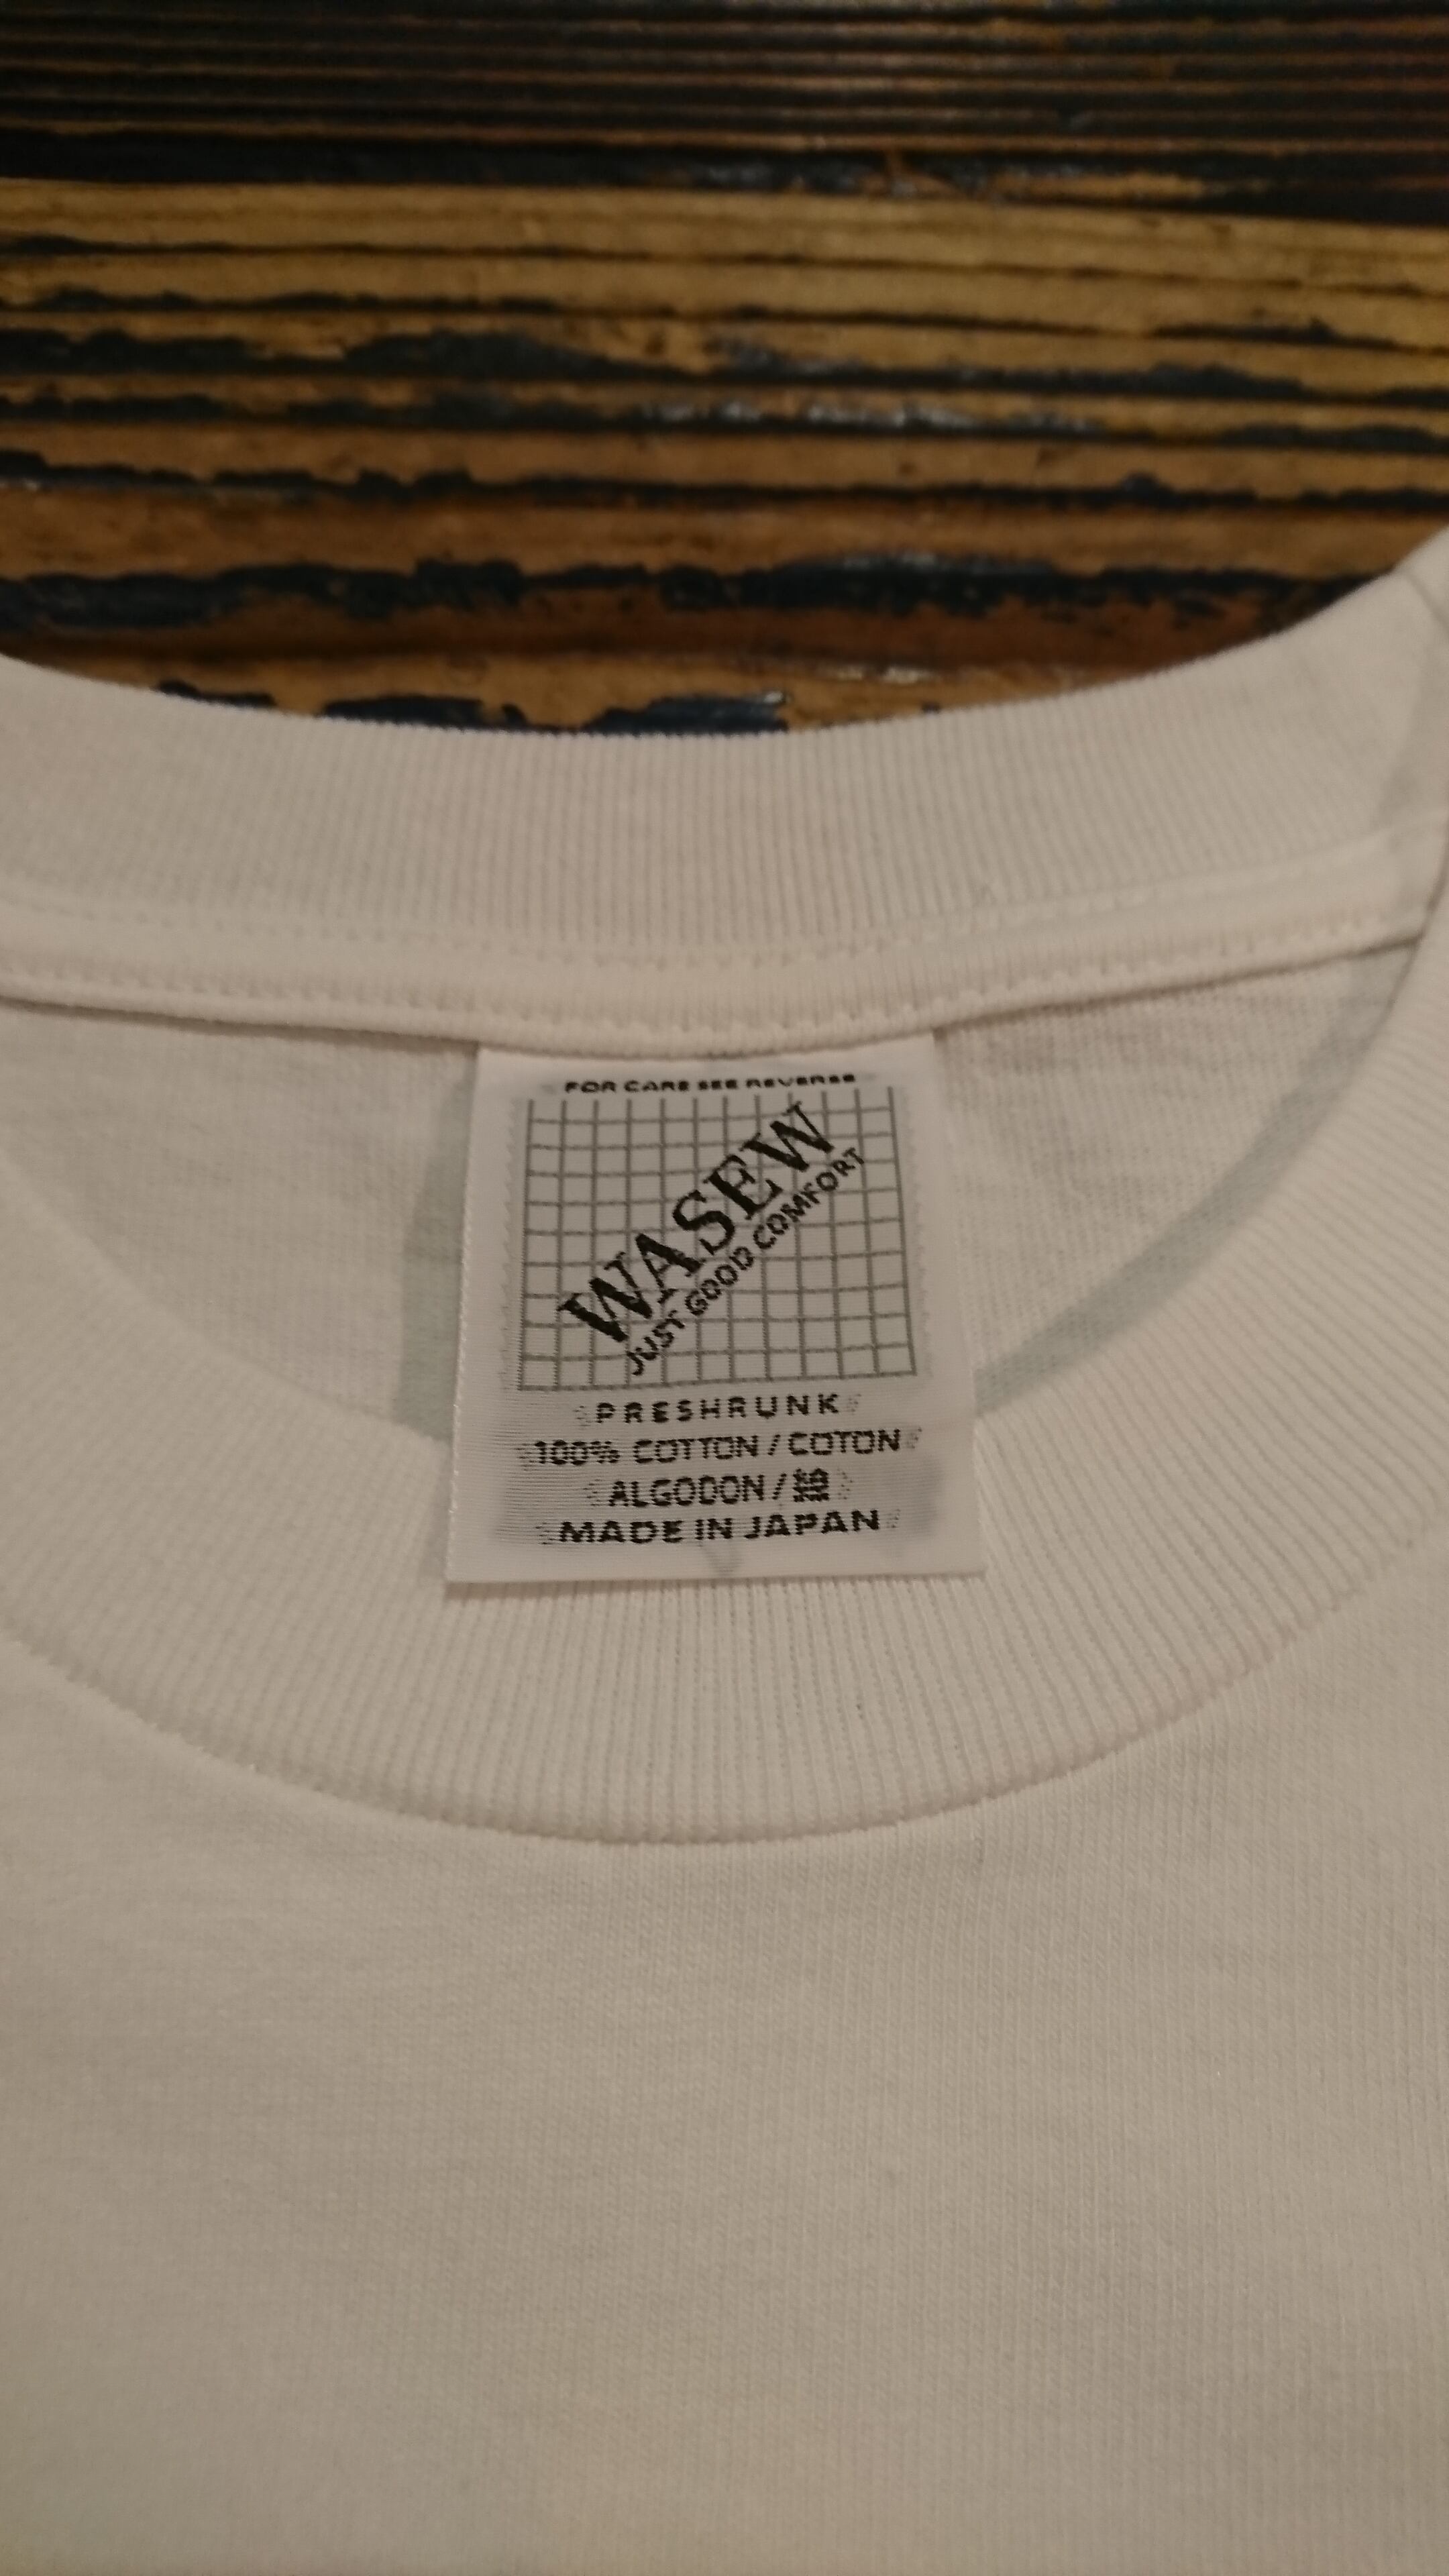 FOR CARE SEE REVERSE
WASEW
JUST GOOD COMFORT
PRESHRUNK
100% COTTON / COTON
ALGODON / 綿
MADE IN JAPAN